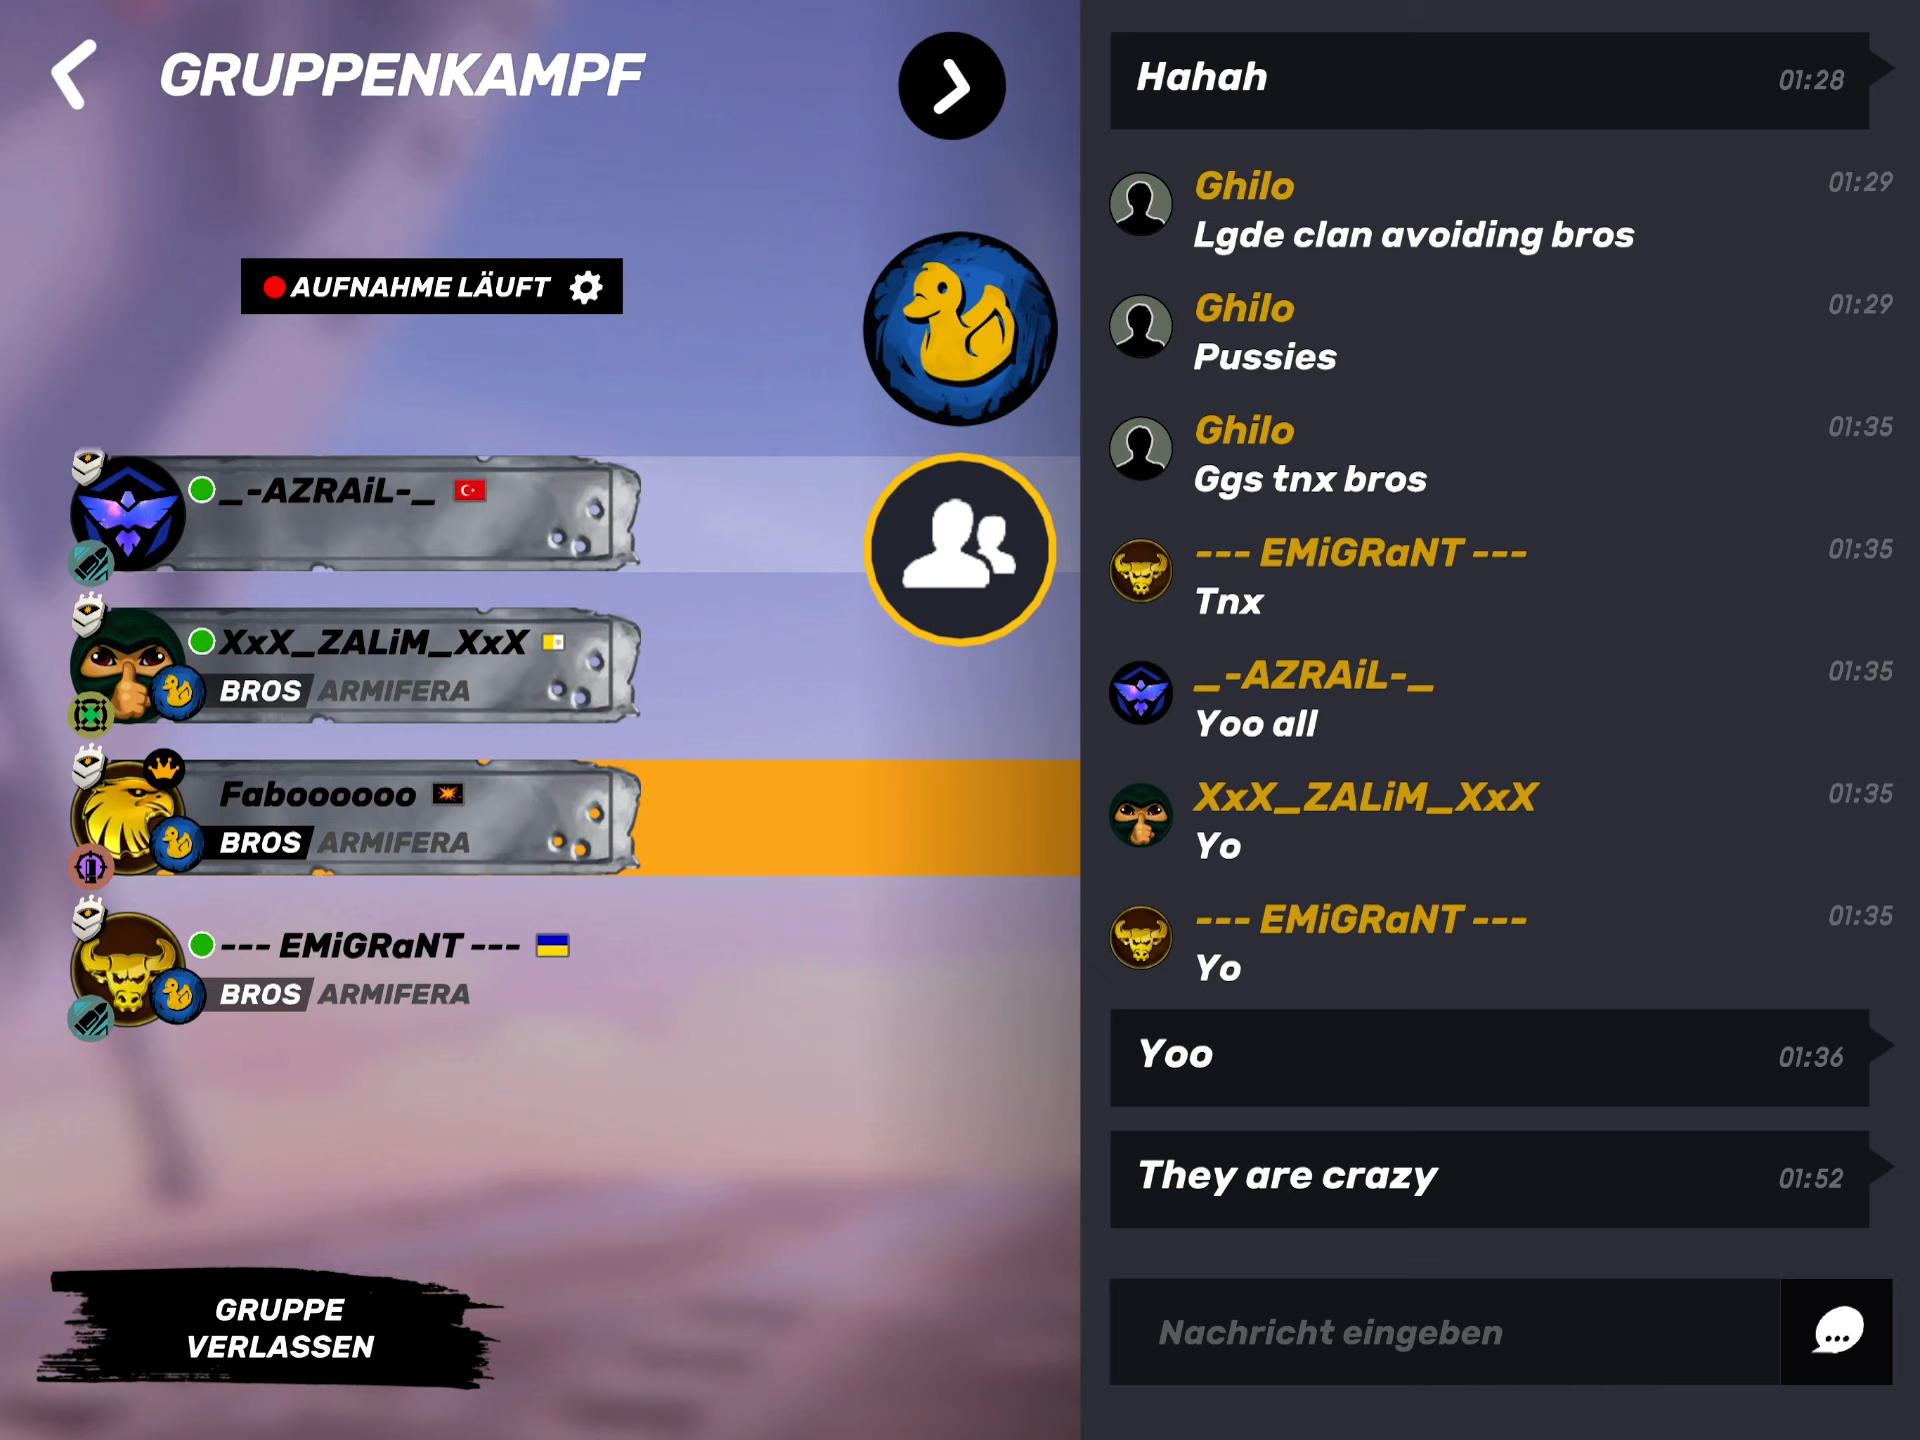 GRUPPENKAMPF
AUFNAHME LÄUFT
_-AZRAiL-_
XxX_ZALiM_XxX
BROS ARMIFERA
Faboooooo
BROS ARMIFERA
--- EMiGRaNT ---
BROS ARMIFERA
GRUPPE
VERLASSEN
Hahah 01:28
Ghilo 01:29
Lgde clan avoiding bros
Ghilo 01:29
Pussies
Ghilo 01:35
Ggs tnx bros
--- EMiGRaNT --- 01:35
Tnx
_-AZRAiL-_ 01:35
Yoo all
XxX_ZALiM_XxX 01:35
Yo
--- EMiGRaNT --- 01:35
Yo
Yoo 01:36
They are crazy 01:52
Nachricht eingeben